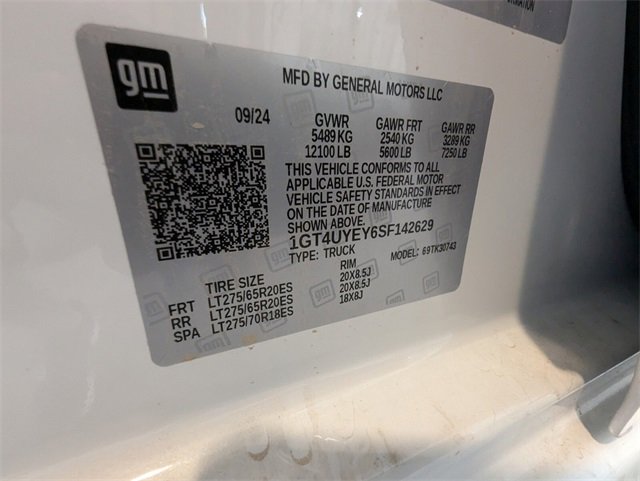 FORMATION
gm
MFD BY GENERAL MOTORS LLC
09/24
GVWR GAWR FRT GAWR RR
5489 KG 2540 KG 3289 KG
12100 LB 5600 LB 7250 LB
THIS VEHICLE CONFORMS TO ALL
APPLICABLE U.S. FEDERAL MOTOR
VEHICLE SAFETY STANDARDS IN EFFECT
ON THE DATE OF MANUFACTURE
SHOWN ABOVE.
1GT4UYEY6SF142629
TYPE: TRUCK MODEL: 69TK30743
TIRE SIZE RIM
FRT LT275/65R20ES 20X8.5J
RR LT275/65R20ES 20X8.5J
SPA LT275/70R18ES 18X8J